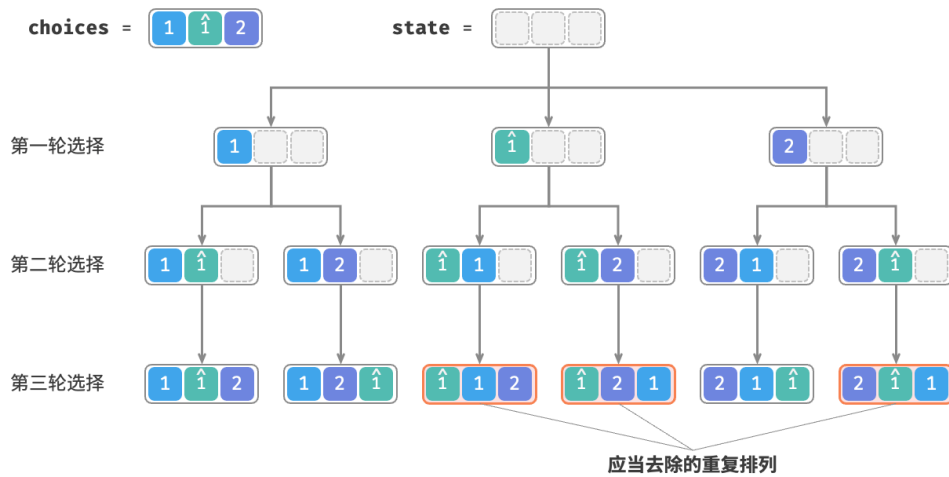 choices = 1 1̂ 2 state =
第一轮选择 1 1̂ 2
第二轮选择 1 1̂ 1 2 1̂ 1 1̂ 2 2 1 2 1̂
第三轮选择 1 1̂ 2 1 2 1̂ 1̂ 1 2 1̂ 2 1 2 1 1̂ 2 1̂ 1
应当去除的重复排列